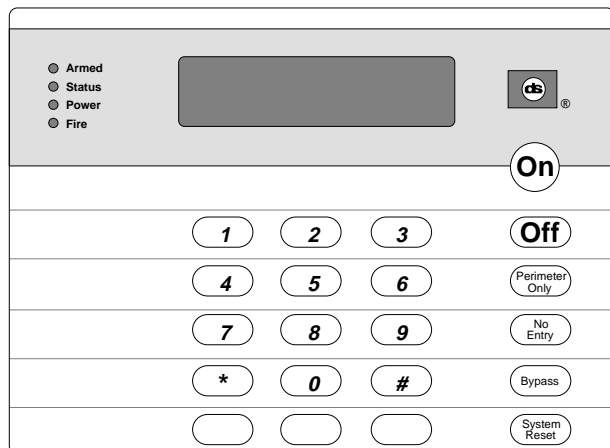 Armed
Status
Power
Fire
ds
®
On
1 2 3 Off
4 5 6 Perimeter
Only
7 8 9 No
Entry
* 0 # Bypass
System
Reset